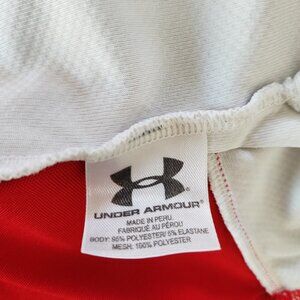 UNDER ARMOUR
MADE IN PERU.
FABRIQUÉ AU PÉROU
BODY: 95% POLYESTER/ 5% ELASTANE
MESH: 100% POLYESTER